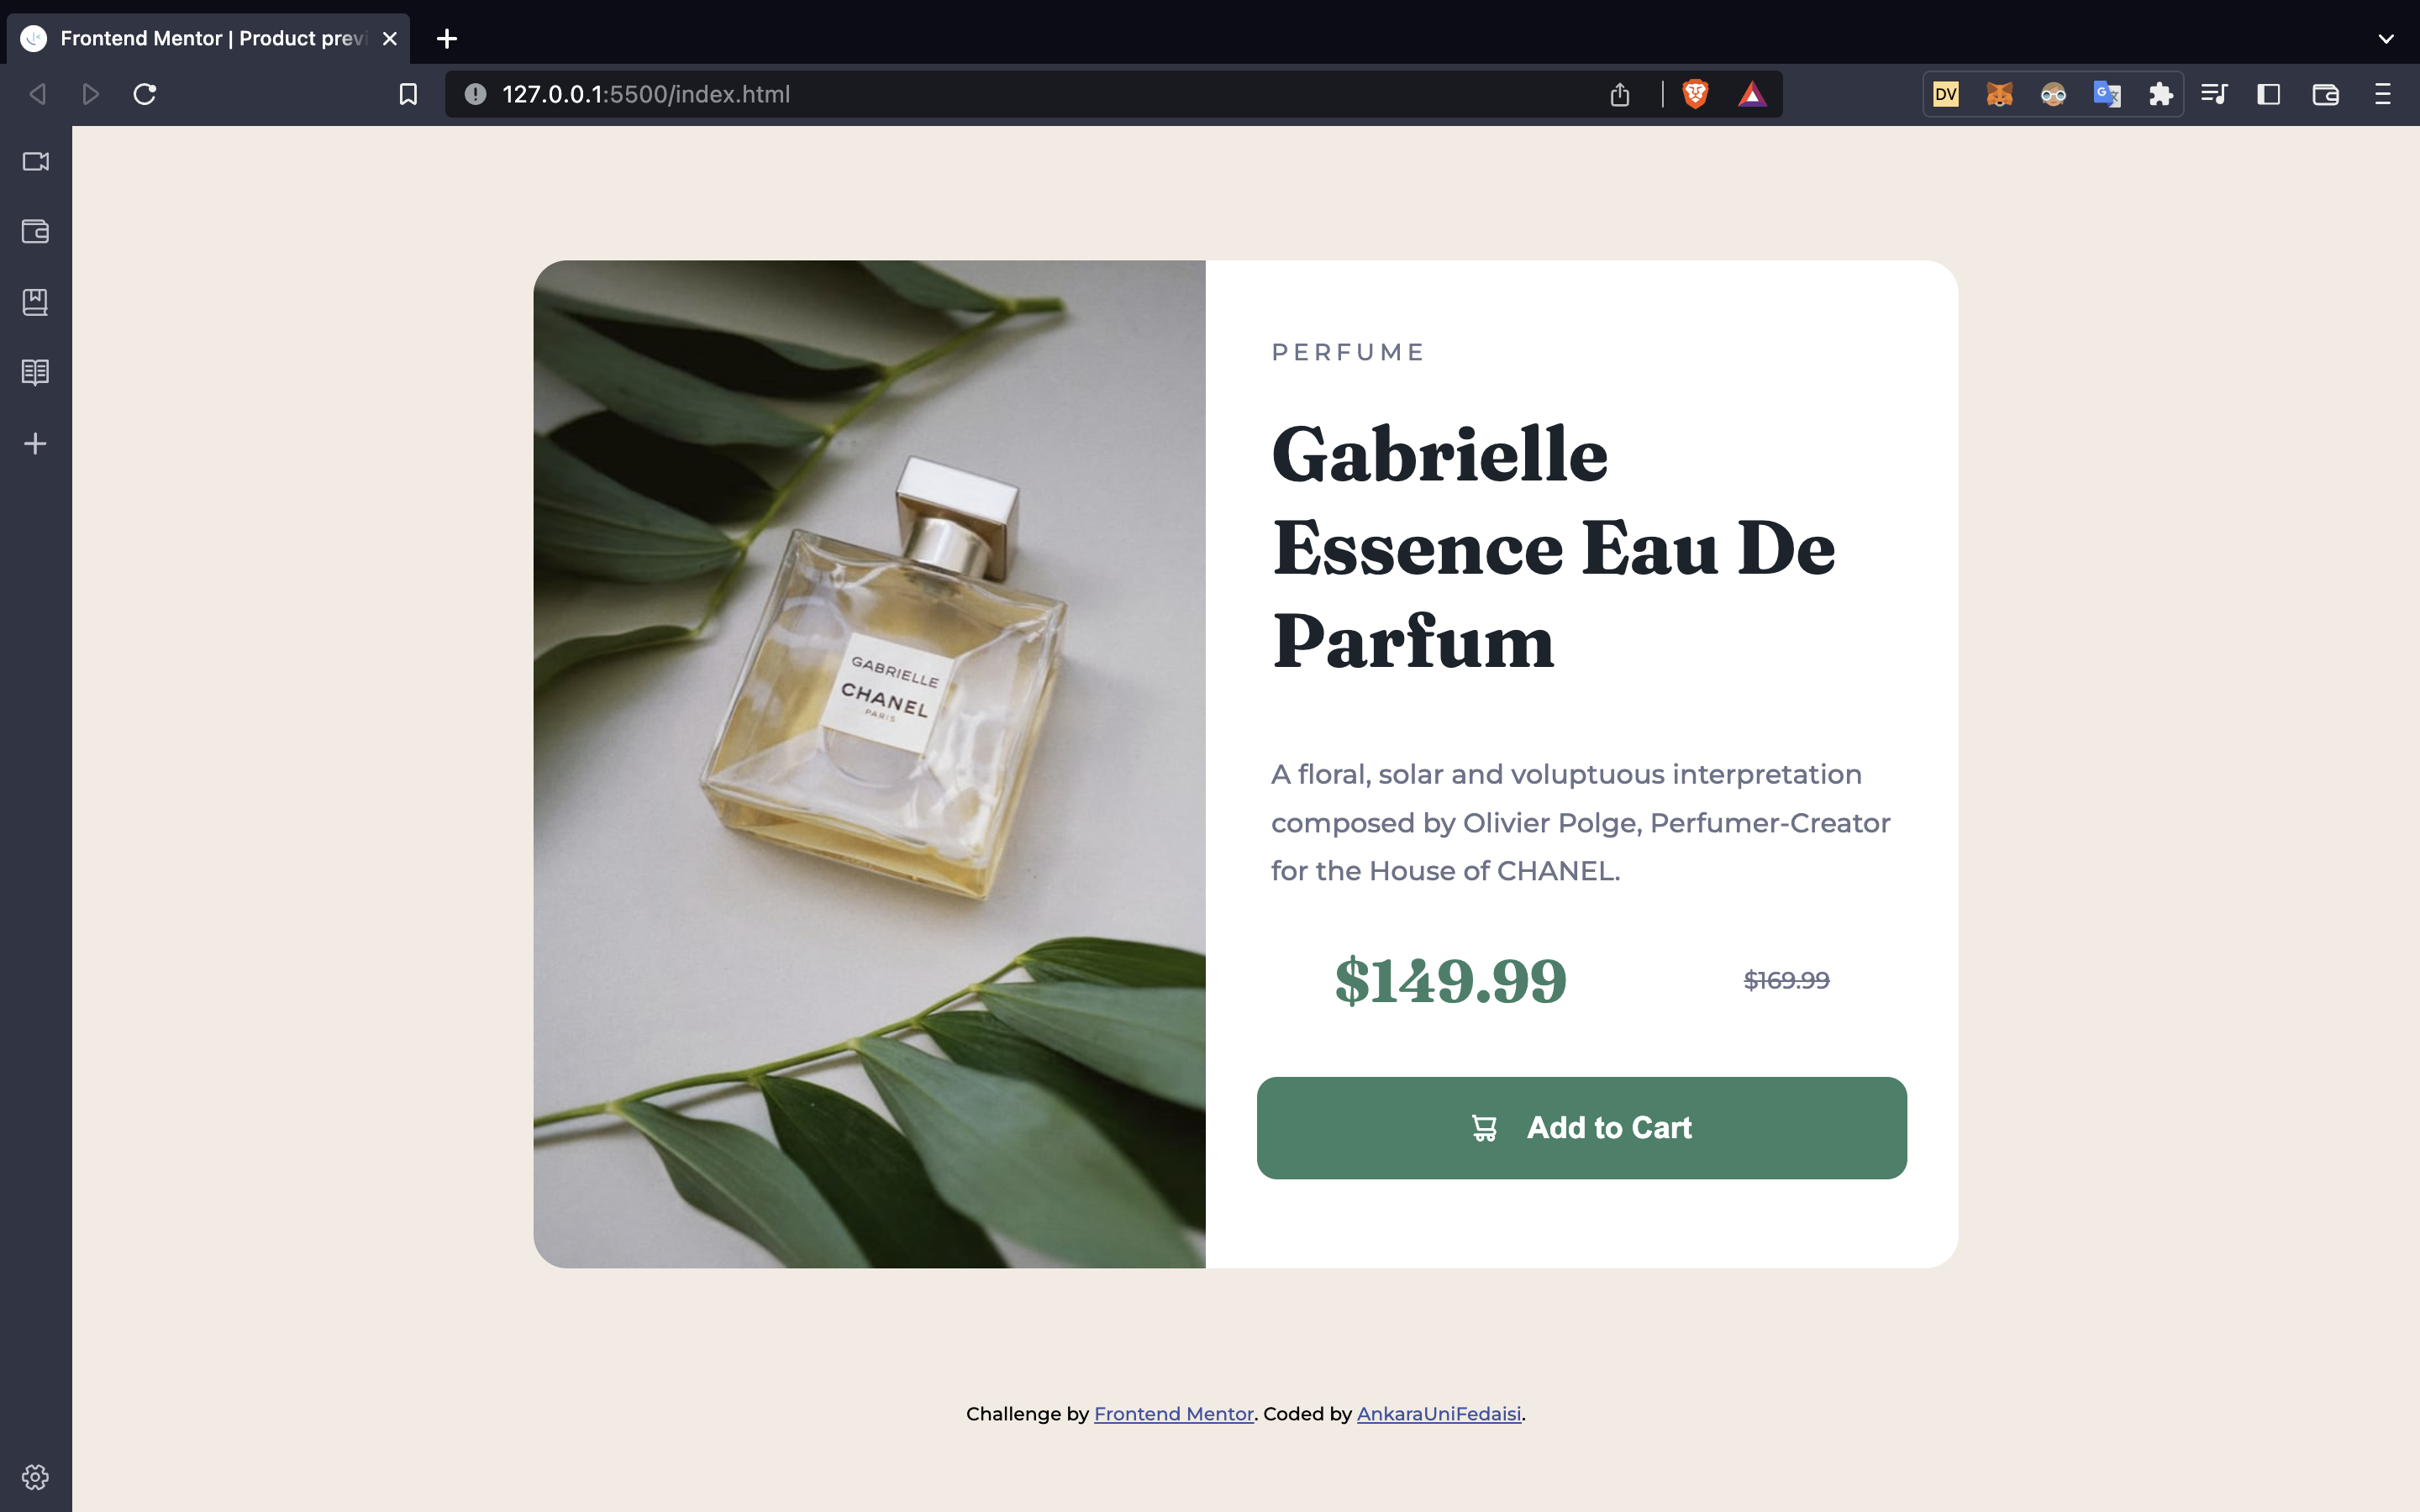 Frontend Mentor | Product previ
127.0.0.1:5500/index.html
DV
PERFUME
Gabrielle
Essence Eau De
Parfum
GABRIELLE
CHANEL
PARIS
A floral, solar and voluptuous interpretation
composed by Olivier Polge, Perfumer-Creator
for the House of CHANEL.
$149.99 $169.99
Add to Cart
Challenge by Frontend Mentor. Coded by AnkaraUniFedaisi.